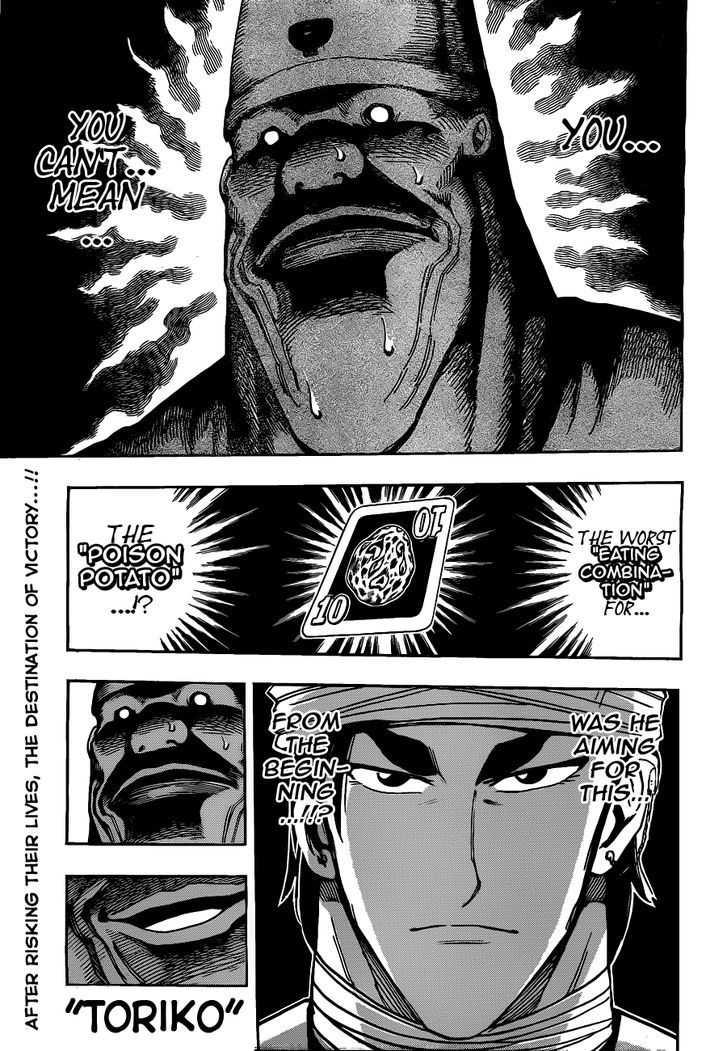 YOU...
YOU
CAN'T...
MEAN
...
THE WORST
"EATING
COMBINA-
TION"
FOR...
10
10
THE
"POISON
POTATO"
...!?
WAS HE
AIMING
FOR
THIS...
FROM
THE
BEGIN-
NING
...!!?
"TORIKO"
AFTER RISKING THEIR LIVES, THE DESTINATION OF VICTORY...!!